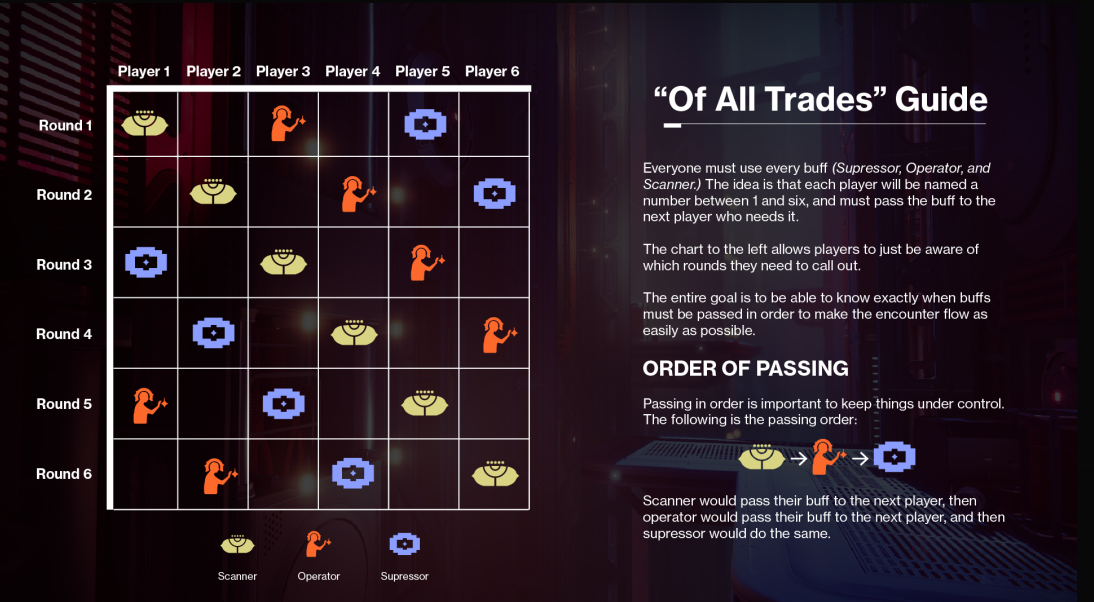 Player 1 Player 2 Player 3 Player 4 Player 5 Player 6
Round 1
Round 2
Round 3
Round 4
Round 5
Round 6
Scanner Operator Supressor
“Of All Trades” Guide
Everyone must use every buff (Supressor, Operator, and
Scanner.) The idea is that each player will be named a
number between 1 and six, and must pass the buff to the
next player who needs it.
The chart to the left allows players to just be aware of
which rounds they need to call out.
The entire goal is to be able to know exactly when buffs
must be passed in order to make the encounter flow as
easily as possible.
ORDER OF PASSING
Passing in order is important to keep things under control.
The following is the passing order:
Scanner would pass their buff to the next player, then
operator would pass their buff to the next player, and then
supressor would do the same.